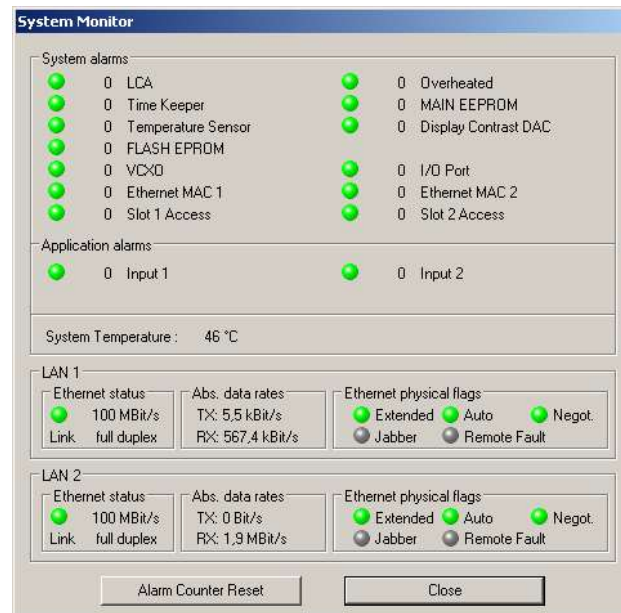 System Monitor
System alarms
0 LCA 0 Overheated
0 Time Keeper 0 MAIN EEPROM
0 Temperature Sensor 0 Display Contrast DAC
0 FLASH EPROM
0 VCXO 0 I/O Port
0 Ethernet MAC 1 0 Ethernet MAC 2
0 Slot 1 Access 0 Slot 2 Access
Application alarms
0 Input 1 0 Input 2
System Temperature : 46 °C
LAN 1
Ethernet status Abs. data rates Ethernet physical flags
100 MBit/s TX: 5,5 kBit/s Extended Auto Negot.
Link full duplex RX: 567,4 kBit/s Jabber Remote Fault
LAN 2
Ethernet status Abs. data rates Ethernet physical flags
100 MBit/s TX: 0 Bit/s Extended Auto Negot.
Link full duplex RX: 1,9 MBit/s Jabber Remote Fault
Alarm Counter Reset Close